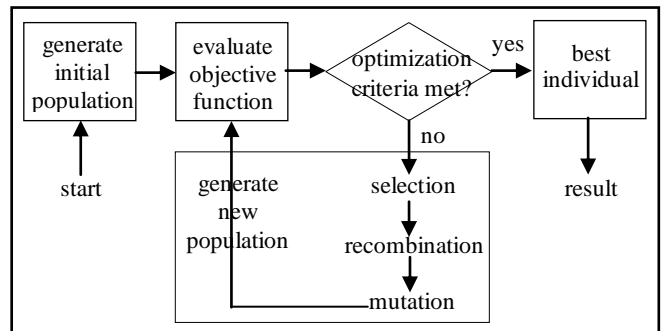 generate
initial
population
evaluate
objective
function
optimization
criteria met?
yes
best
individual
no
start
generate
new
population
selection
recombination
mutation
result